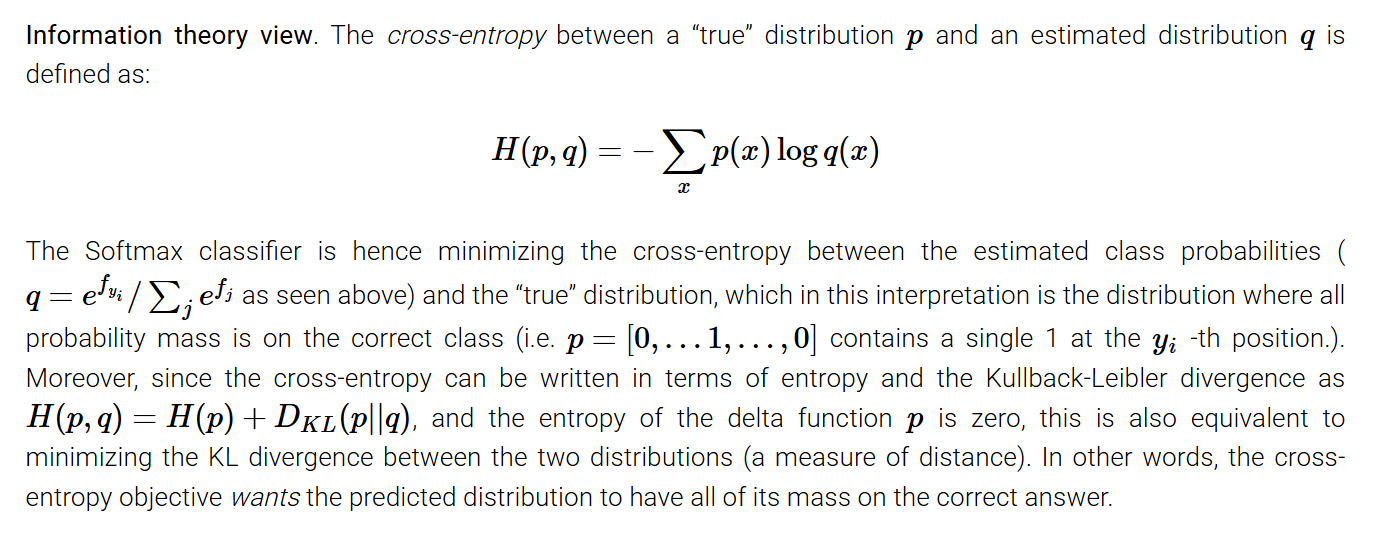 Information theory view. The cross-entropy between a “true” distribution p and an estimated distribution q is
defined as:
H(p, q) = − ∑ₓ p(x) log q(x)
The Softmax classifier is hence minimizing the cross-entropy between the estimated class probabilities (
q = e^{f_{y_i}} / ∑_j e^{f_j} as seen above) and the “true” distribution, which in this interpretation is the distribution where all
probability mass is on the correct class (i.e. p = [0, … 1, … , 0] contains a single 1 at the y_i -th position.).
Moreover, since the cross-entropy can be written in terms of entropy and the Kullback-Leibler divergence as
H(p, q) = H(p) + D_{KL}(p||q), and the entropy of the delta function p is zero, this is also equivalent to
minimizing the KL divergence between the two distributions (a measure of distance). In other words, the cross-
entropy objective wants the predicted distribution to have all of its mass on the correct answer.